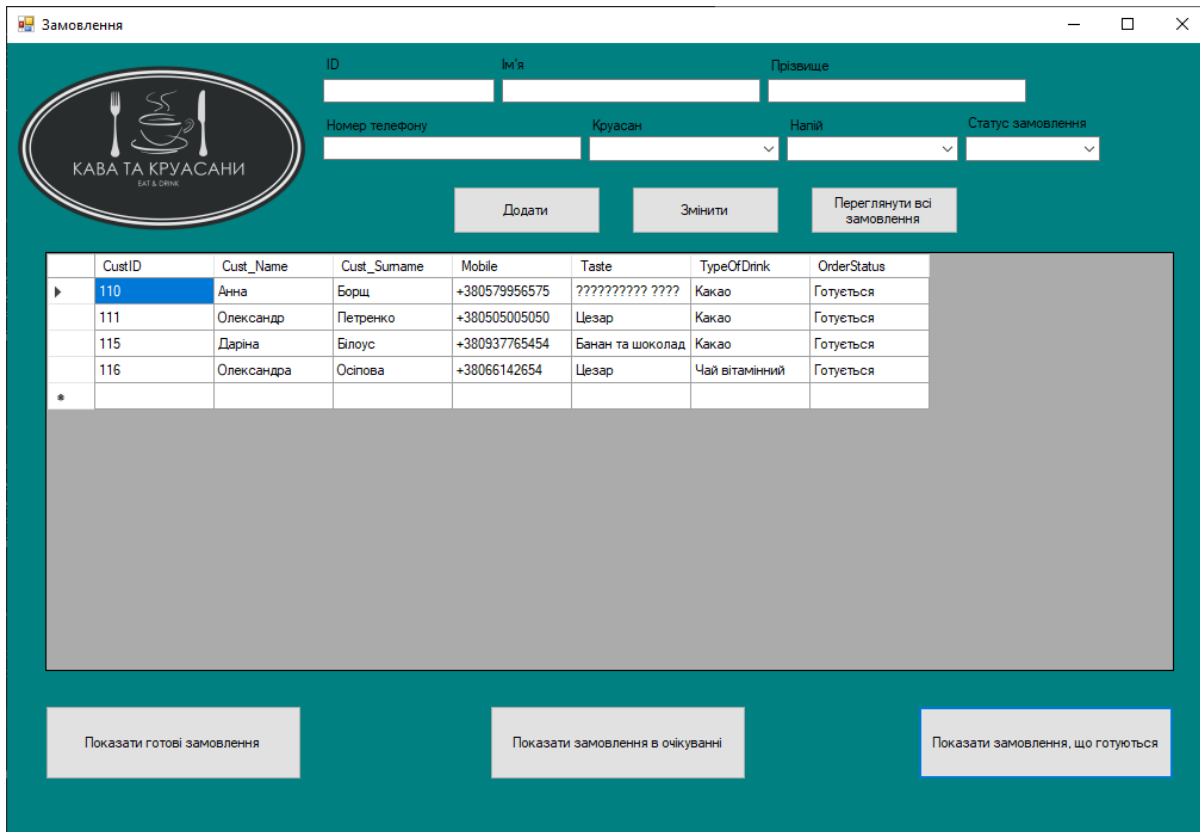 Замовлення
ID Ім'я Прізвище
КАВА ТА КРУАСАНИ
EAT & DRINK
Номер телефону Круасан Напій Статус замовлення
Додати Змінити Переглянути всі
замовлення
CustID Cust_Name Cust_Surname Mobile Taste TypeOfDrink OrderStatus
110 Анна Борщ +380579956575 ?????????? ???? Какао Готується
111 Олександр Петренко +380505005050 Цезар Какао Готується
115 Даріна Білоус +380937765454 Банан та шоколад Какао Готується
116 Олександра Осіпова +38066142654 Цезар Чай вітамінний Готується
Показати готові замовлення Показати замовлення в очікуванні Показати замовлення, що готуються